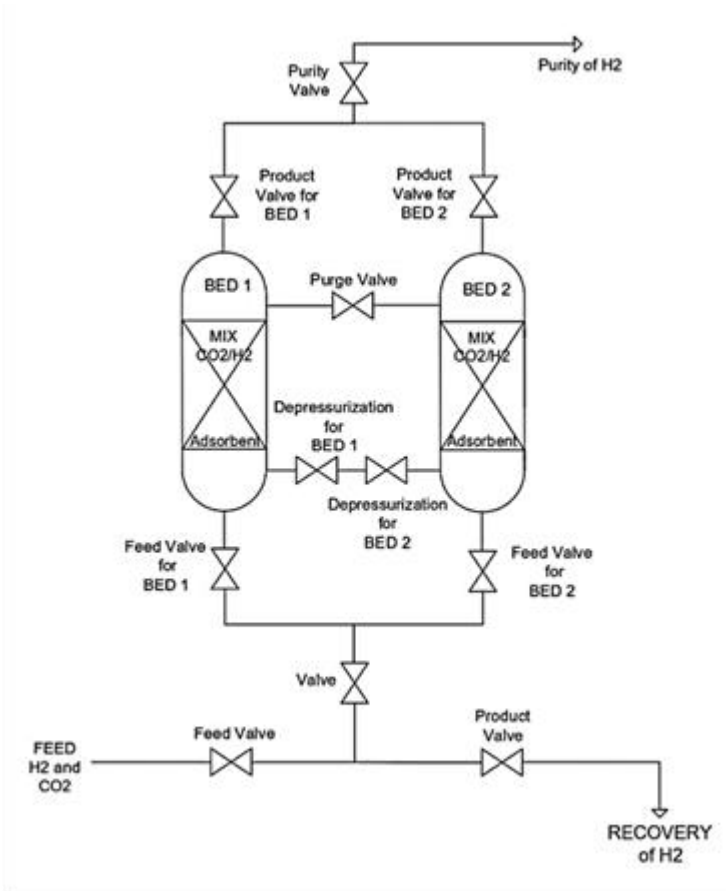 Purity
Valve
Purity of H2
Product
Valve for
BED 1
Product
Valve for
BED 2
BED 1
Purge Valve
BED 2
MIX
CO2/H2
MIX
CO2/H2
Depressurization
for
BED 1
Adsorbent
Adsorbent
Depressurization
for
BED 2
Feed Valve
for
BED 1
Feed Valve
for
BED 2
Valve
Feed Valve
Product
Valve
FEED
H2 and
CO2
RECOVERY
of H2